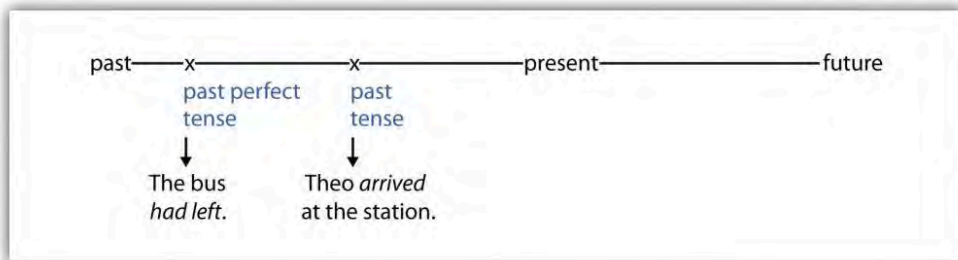 past x x present future
past perfect past
tense tense
The bus Theo arrived
had left. at the station.